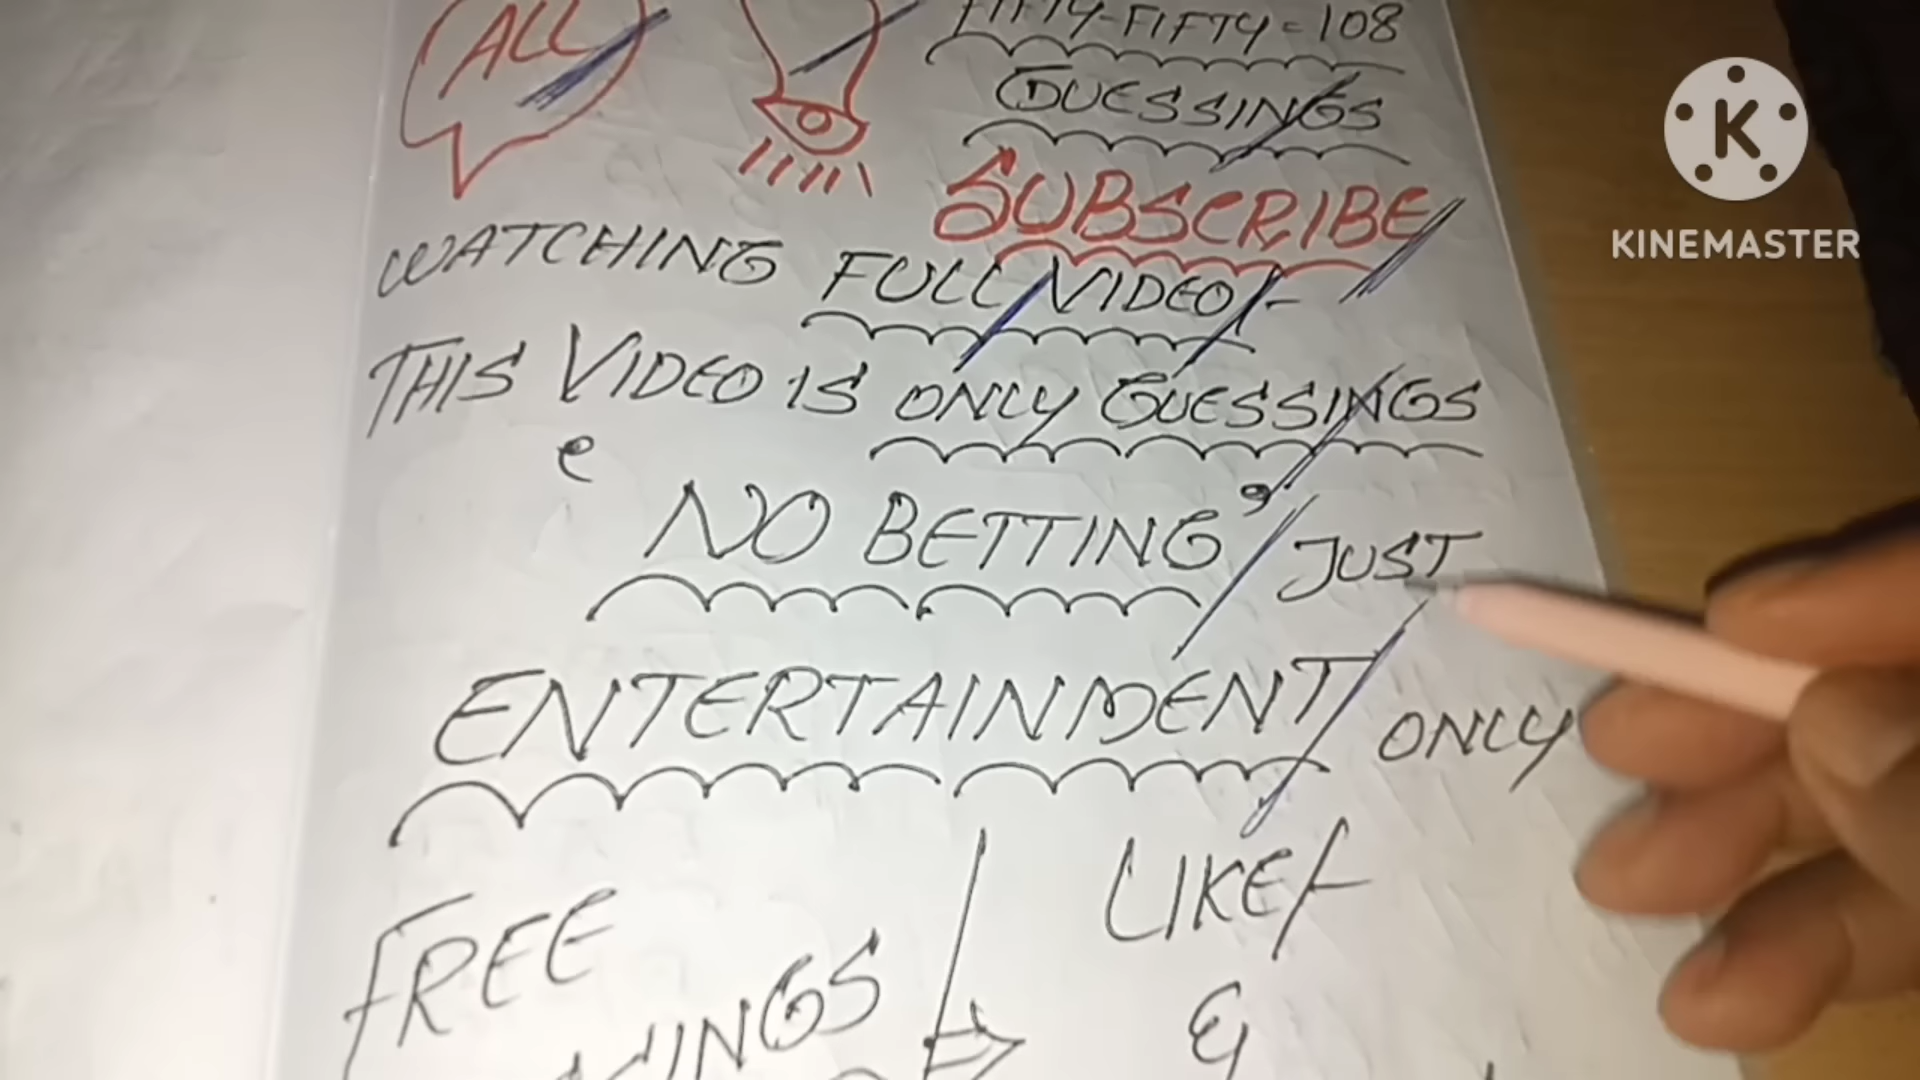 ALL
FIFTY-FIFTY=108
GUESSINGS
SUBSCRIBE
WATCHING FULL VIDEO/-
THIS VIDEO IS ONLY GUESSINGS
"NO BETTING" JUST
ENTERTAINMENT ONLY
FREE
LIKE/-
&
K
KINEMASTER